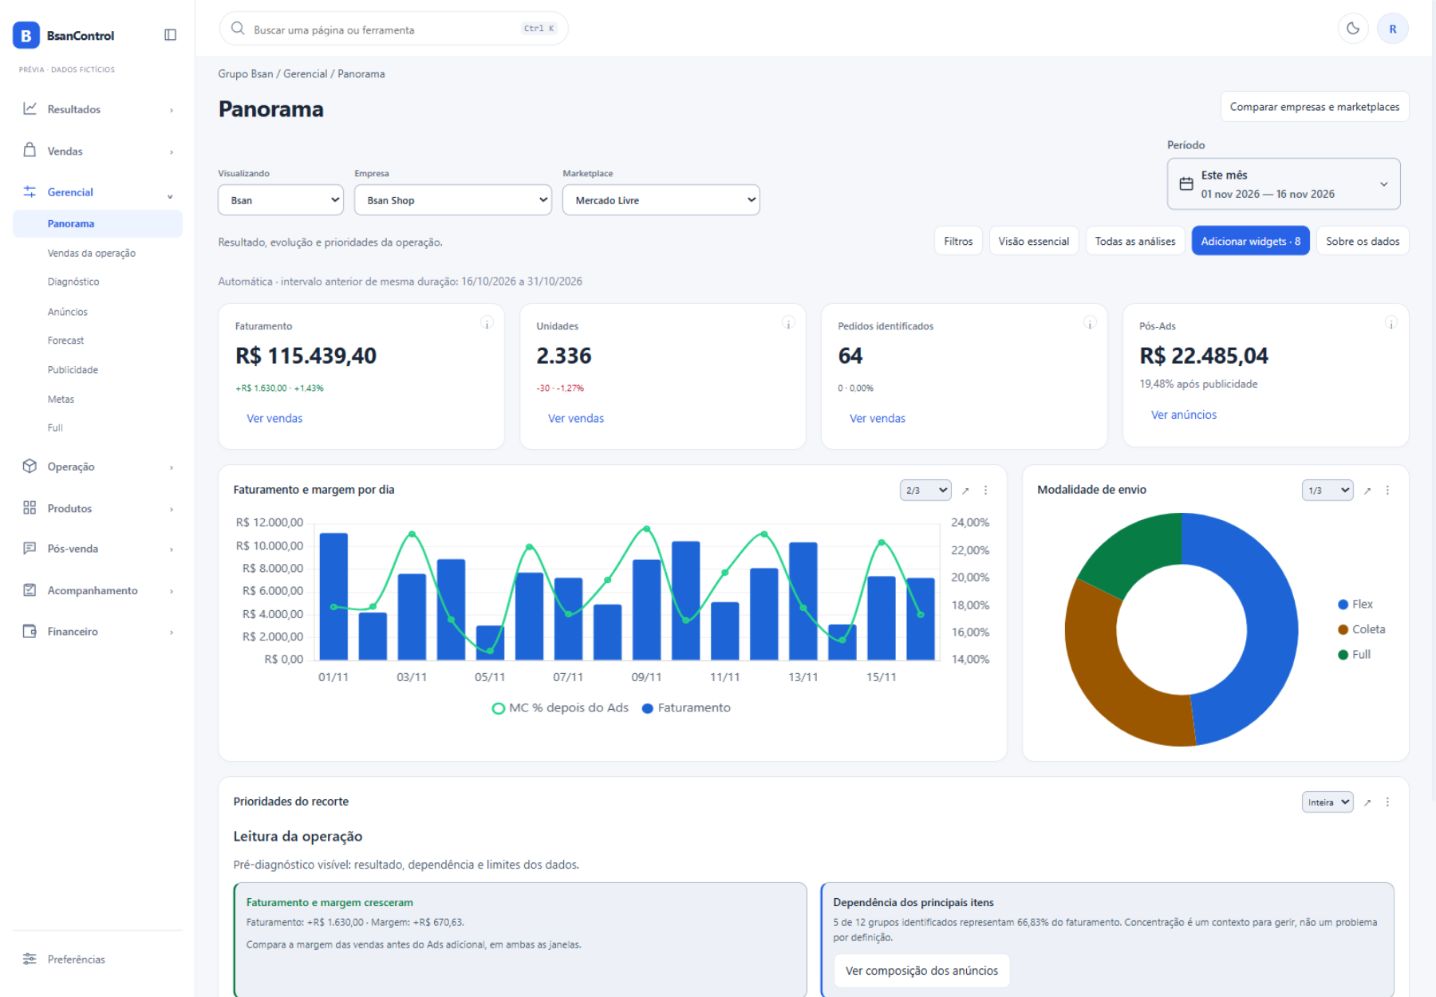 B BsanControl
PRÉVIA · DADOS FICTÍCIOS
Resultados
Vendas
Gerencial
Panorama
Vendas da operação
Diagnóstico
Anúncios
Forecast
Publicidade
Metas
Full
Operação
Produtos
Pós-venda
Acompanhamento
Financeiro
Preferências
Buscar uma página ou ferramenta Ctrl K
R
Grupo Bsan / Gerencial / Panorama
Panorama
Comparar empresas e marketplaces
Período
Este mês
01 nov 2026 — 16 nov 2026
Visualizando Empresa Marketplace
Bsan Bsan Shop Mercado Livre
Resultado, evolução e prioridades da operação.
Filtros Visão essencial Todas as análises Adicionar widgets · 8 Sobre os dados
Automática · intervalo anterior de mesma duração: 16/10/2026 a 31/10/2026
Faturamento
R$ 115.439,40
+R$ 1.630,00 · +1,43%
Ver vendas
Unidades
2.336
-30 · -1,27%
Ver vendas
Pedidos identificados
64
0 · 0,00%
Ver vendas
Pós-Ads
R$ 22.485,04
19,48% após publicidade
Ver anúncios
Faturamento e margem por dia 2/3
R$ 12.000,00 24,00%
R$ 10.000,00 22,00%
R$ 8.000,00 20,00%
R$ 6.000,00 18,00%
R$ 4.000,00 16,00%
R$ 2.000,00 14,00%
R$ 0,00
01/11 03/11 05/11 07/11 09/11 11/11 13/11 15/11
MC % depois do Ads Faturamento
Modalidade de envio 1/3
Flex
Coleta
Full
Prioridades do recorte Inteira
Leitura da operação
Pré-diagnóstico visível: resultado, dependência e limites dos dados.
Faturamento e margem cresceram
Faturamento: +R$ 1.630,00 · Margem: +R$ 670,63.
Compara a margem das vendas antes do Ads adicional, em ambas as janelas.
Dependência dos principais itens
5 de 12 grupos identificados representam 66,83% do faturamento. Concentração é um contexto para gerir, não um problema
por definição.
Ver composição dos anúncios